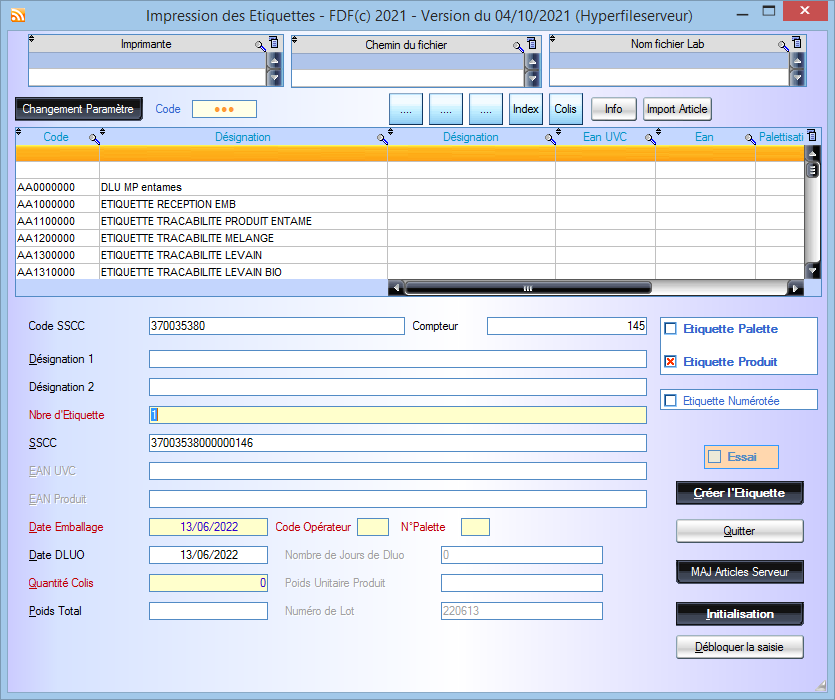 Impression des Etiquettes - FDF(c) 2021 - Version du 04/10/2021 (Hyperfileserveur)
Imprimante
Chemin du fichier
Nom fichier Lab
Changement Paramètre
Code
....
....
....
Index
Colis
Info
Import Article
Code Désignation Désignation Ean UVC Ean Palettisati
AA0000000 DLU MP entames
AA1000000 ETIQUETTE RECEPTION EMB
AA1100000 ETIQUETTE TRACABILITE PRODUIT ENTAME
AA1200000 ETIQUETTE TRACABILITE MELANGE
AA1300000 ETIQUETTE TRACABILITE LEVAIN
AA1310000 ETIQUETTE TRACABILITE LEVAIN BIO
Code SSCC 370035380 Compteur 145
Désignation 1
Désignation 2
Nbre d'Etiquette 1
SSCC 37003538000000146
EAN UVC
EAN Produit
Date Emballage 13/06/2022 Code Opérateur N°Palette
Date DLUO 13/06/2022 Nombre de Jours de Dluo 0
Quantité Colis 0 Poids Unitaire Produit
Poids Total Numéro de Lot 220613
Etiquette Palette
Etiquette Produit
Etiquette Numérotée
Essai
Créer l'Etiquette
Quitter
MAJ Articles Serveur
Initialisation
Débloquer la saisie